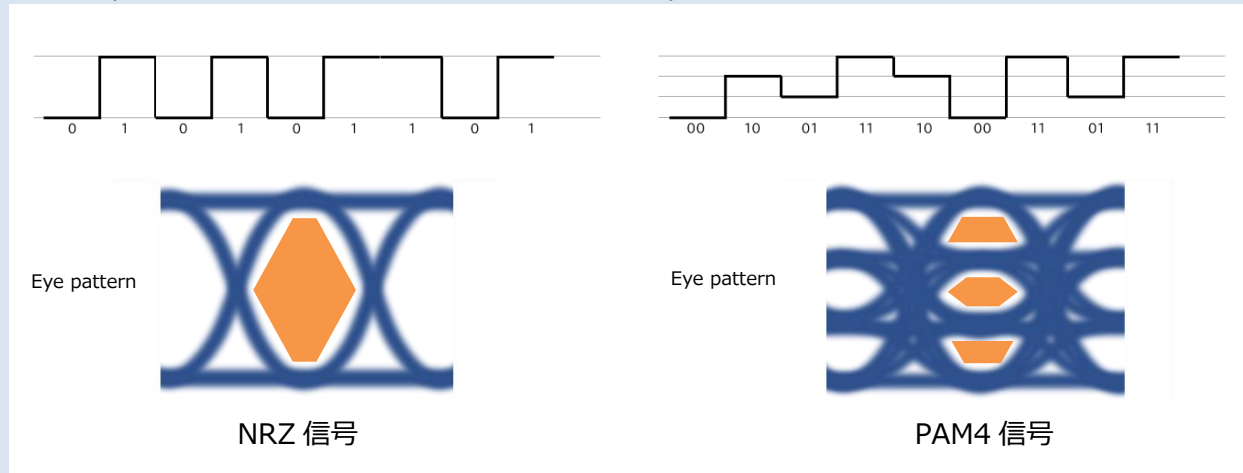 0 1 0 1 0 1 1 0 1
00 10 01 11 10 00 11 01 11
Eye pattern
Eye pattern
NRZ 信号
PAM4 信号